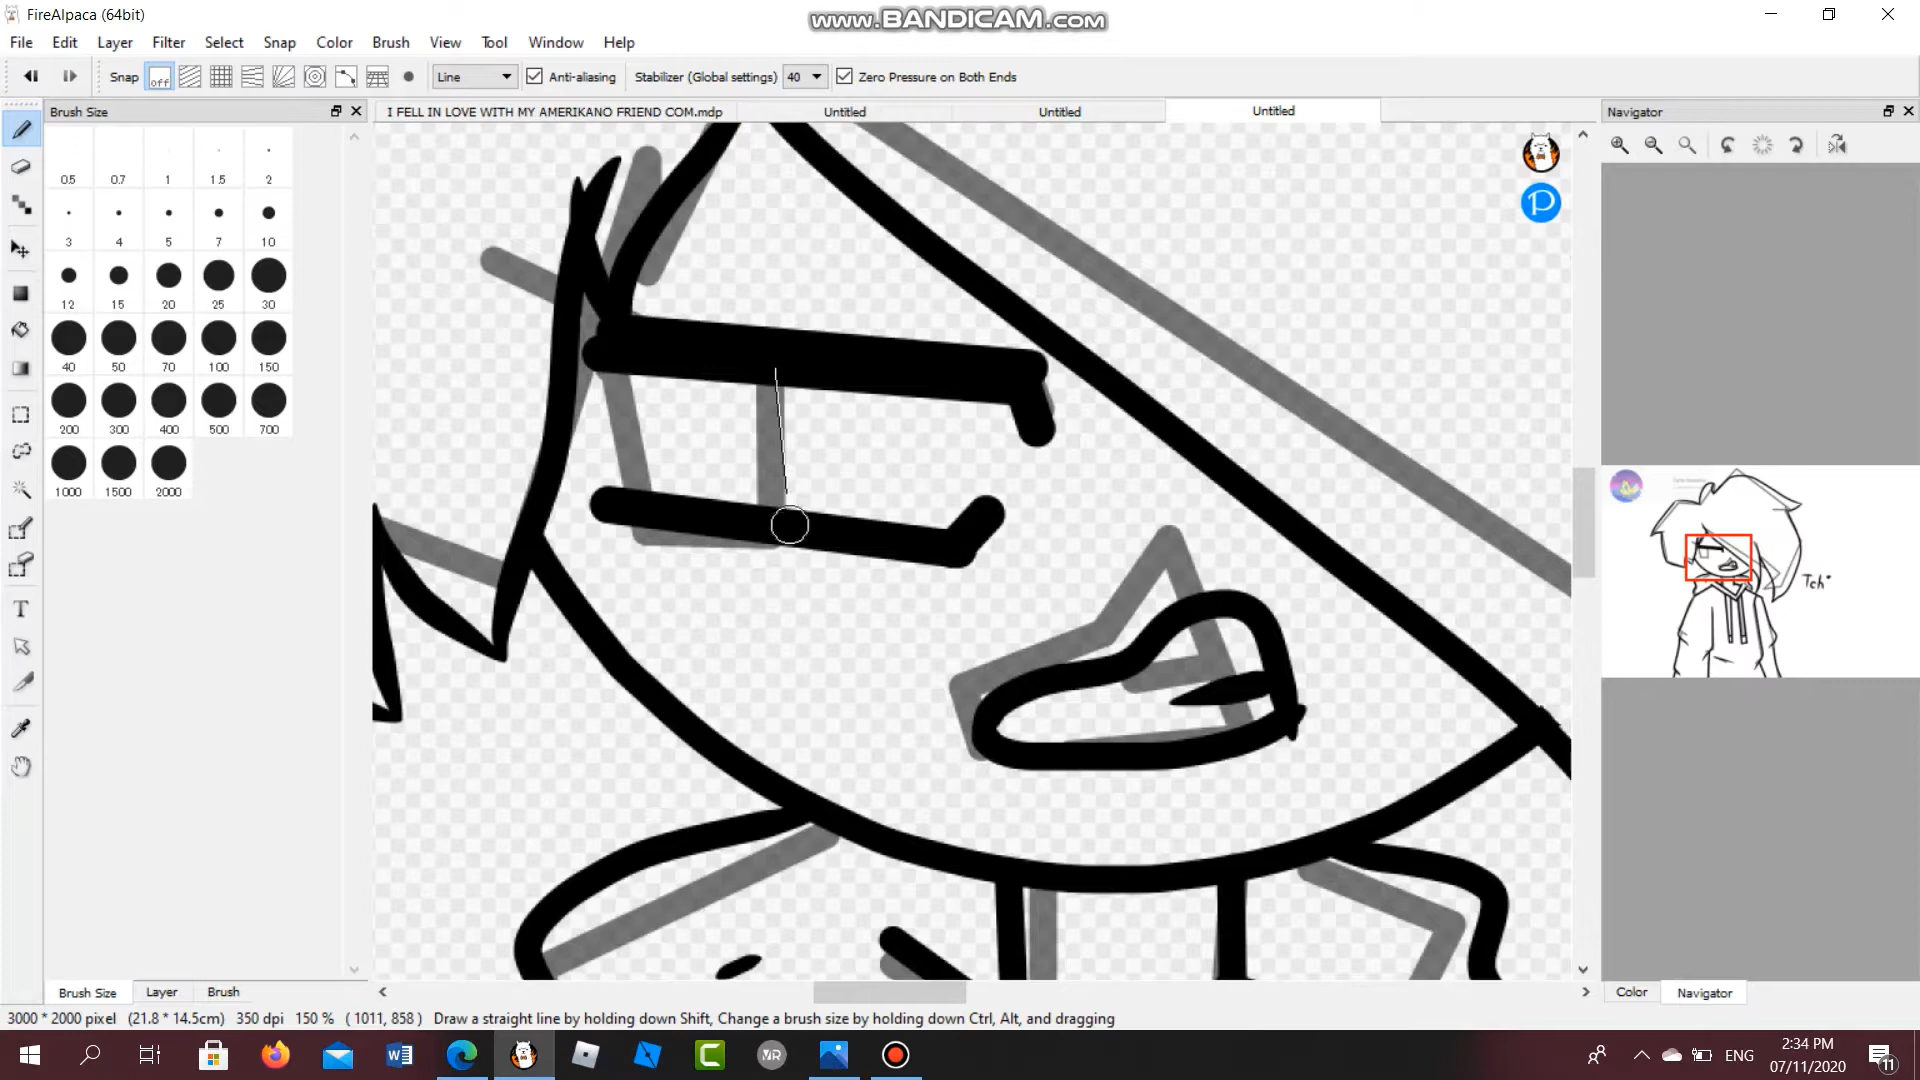 FireAlpaca (64bit)
www.BANDICAM.com
File Edit Layer Filter Select Snap Color Brush View Tool Window Help
Snap off Line Anti-aliasing Stabilizer (Global settings) 40 Zero Pressure on Both Ends
Brush Size
I FELL IN LOVE WITH MY AMERIKANO FRIEND COM.mdp Untitled Untitled Untitled
Navigator
0.5 0.7 1 1.5 2
3 4 5 7 10
12 15 20 25 30
40 50 70 100 150
200 300 400 500 700
1000 1500 2000
P
Tch*
T
Brush Size Layer Brush
Color Navigator
3000 * 2000 pixel (21.8 * 14.5cm) 350 dpi 150 % ( 1011, 858 ) Draw a straight line by holding down Shift, Change a brush size by holding down Ctrl, Alt, and dragging
W C VR ENG
2:34 PM
07/11/2020
11